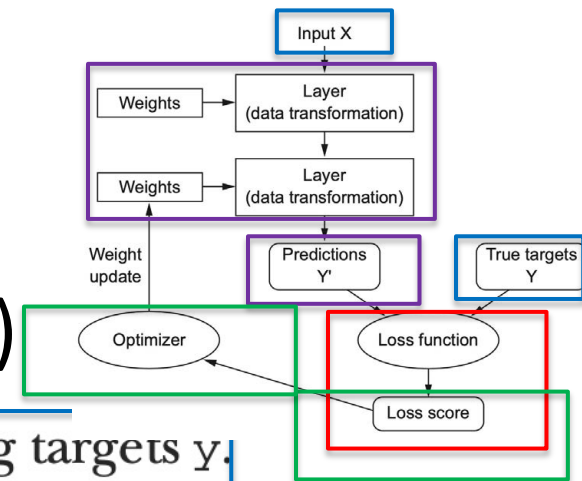 Input X
Weights
Layer
(data transformation)
Weights
Layer
(data transformation)
Weight
update
Predictions
Y'
True targets
Y
)
Optimizer
Loss function
Loss score
g targets y.